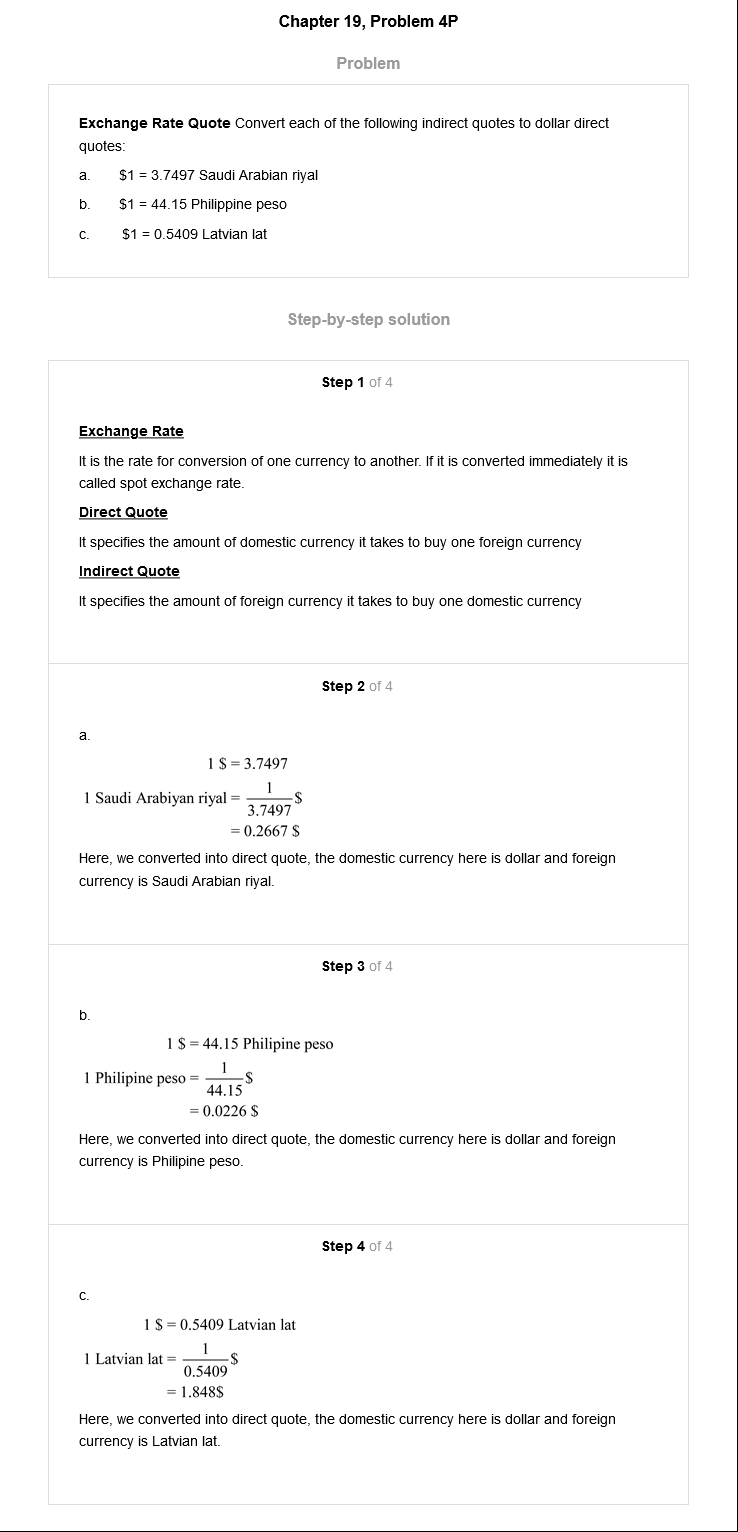 Chapter 19, Problem 4P
Problem
Exchange Rate Quote Convert each of the following indirect quotes to dollar direct
quotes:
a. $1 = 3.7497 Saudi Arabian riyal
b. $1 = 44.15 Philippine peso
c. $1 = 0.5409 Latvian lat
Step-by-step solution
Step 1 of 4
Exchange Rate
It is the rate for conversion of one currency to another. If it is converted immediately it is
called spot exchange rate.
Direct Quote
It specifies the amount of domestic currency it takes to buy one foreign currency
Indirect Quote
It specifies the amount of foreign currency it takes to buy one domestic currency
Step 2 of 4
a.
1 $ = 3.7497
1 Saudi Arabiyan riyal = 1/3.7497 $
= 0.2667 $
Here, we converted into direct quote, the domestic currency here is dollar and foreign
currency is Saudi Arabian riyal.
Step 3 of 4
b.
1 $ = 44.15 Philipine peso
1 Philipine peso = 1/44.15 $
= 0.0226 $
Here, we converted into direct quote, the domestic currency here is dollar and foreign
currency is Philipine peso.
Step 4 of 4
c.
1 $ = 0.5409 Latvian lat
1 Latvian lat = 1/0.5409 $
= 1.848$
Here, we converted into direct quote, the domestic currency here is dollar and foreign
currency is Latvian lat.